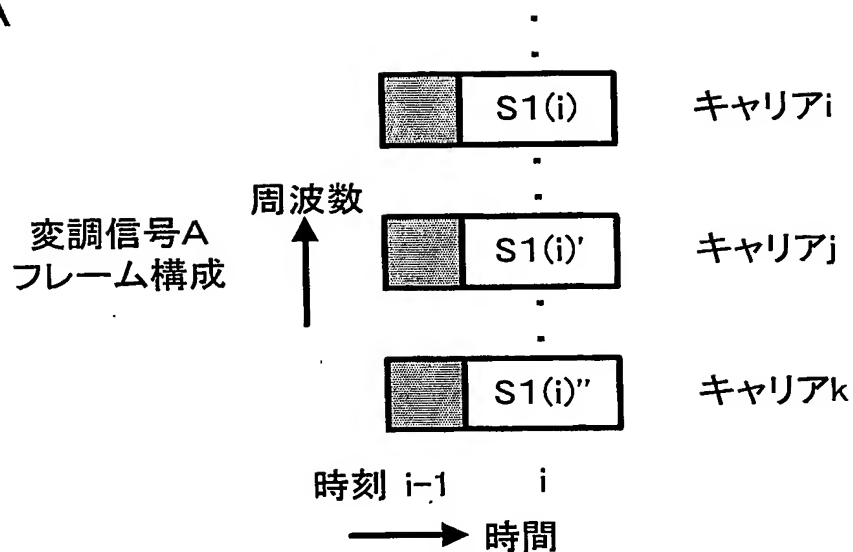 A
S1(i) キャリアi
周波数
変調信号A
フレーム構成
S1(i)' キャリアj
S1(i)'' キャリアk
時刻 i-1 i
時間